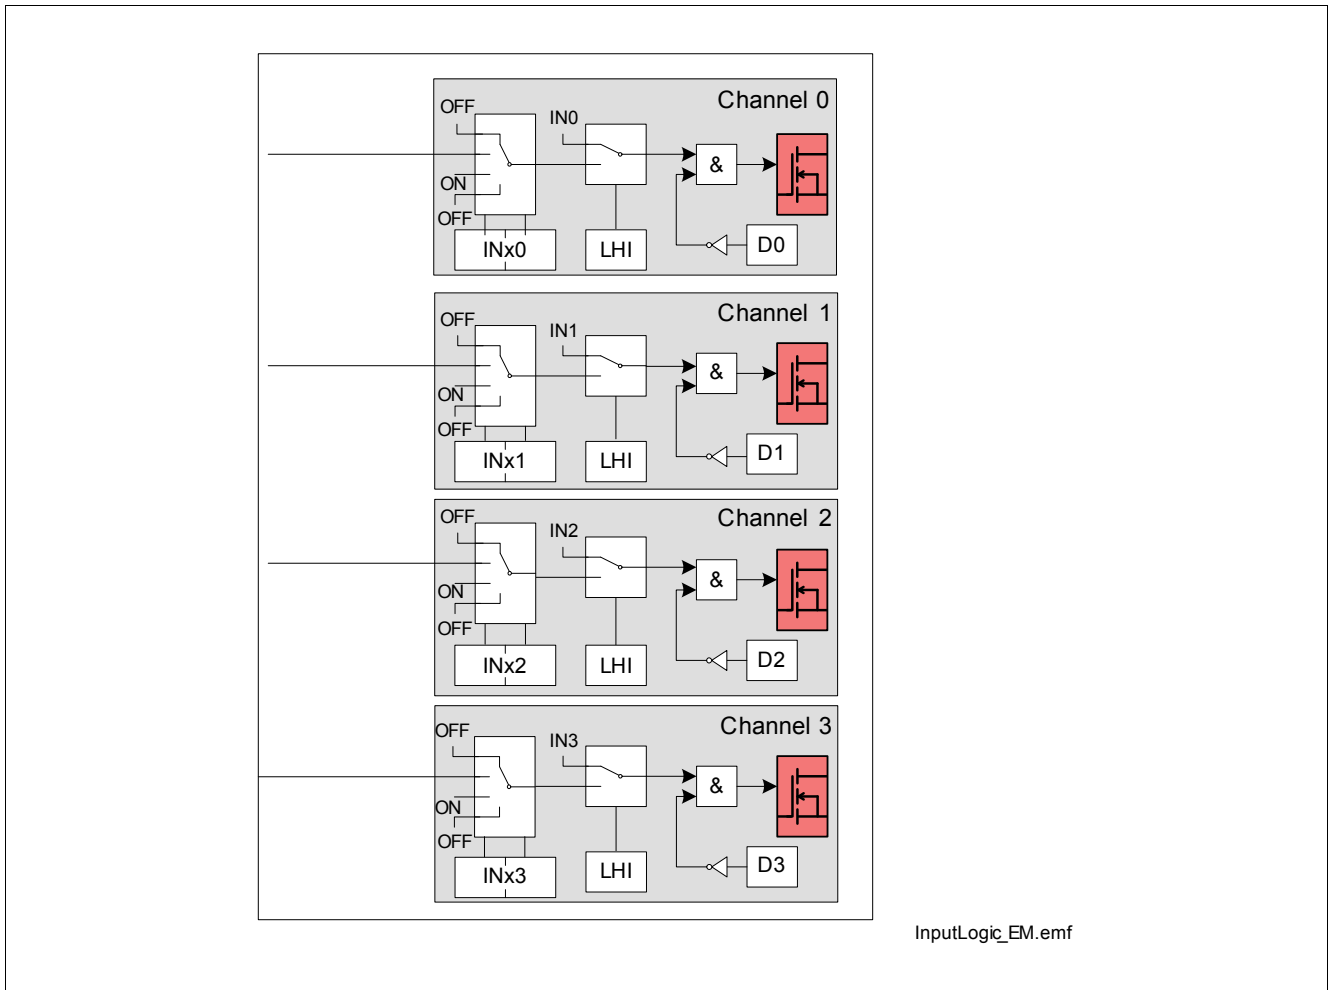 Channel 0
OFF
IN0
&
ON
OFF
INx0
LHI
D0
Channel 1
OFF
IN1
&
ON
OFF
INx1
LHI
D1
Channel 2
OFF
IN2
&
ON
OFF
INx2
LHI
D2
Channel 3
OFF
IN3
&
ON
OFF
INx3
LHI
D3
InputLogic_EM.emf